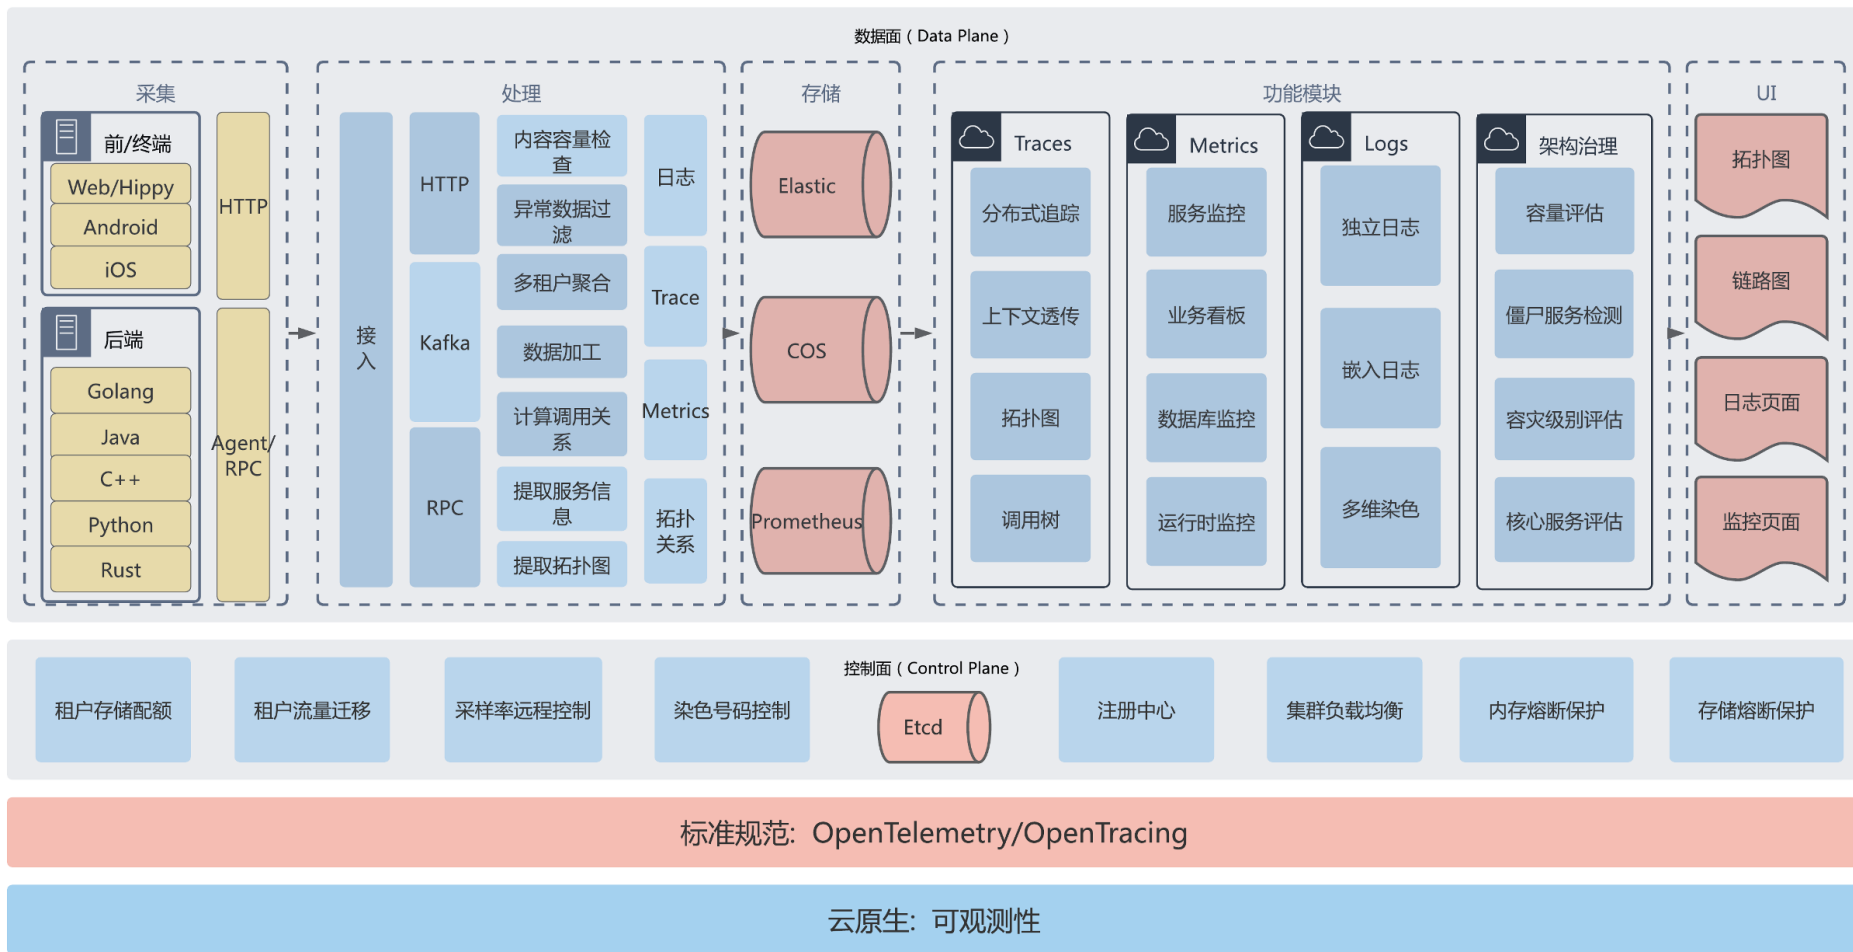 数据面（Data Plane）
采集
前/终端
Web/Hippy
Android
iOS
HTTP
后端
Golang
Java
C++
Python
Rust
Agent/
RPC
处理
接
入
HTTP
Kafka
RPC
内容容量检
查
异常数据过
滤
多租户聚合
数据加工
计算调用关
系
提取服务信
息
提取拓扑图
日志
Trace
Metrics
拓扑
关系
存储
Elastic
COS
Prometheus
功能模块
Traces
分布式追踪
上下文透传
拓扑图
调用树
Metrics
服务监控
业务看板
数据库监控
运行时监控
Logs
独立日志
嵌入日志
多维染色
架构治理
容量评估
僵尸服务检测
容灾级别评估
核心服务评估
UI
拓扑图
链路图
日志页面
监控页面
控制面（Control Plane）
租户存储配额
租户流量迁移
采样率远程控制
染色号码控制
Etcd
注册中心
集群负载均衡
内存熔断保护
存储熔断保护
标准规范: OpenTelemetry/OpenTracing
云原生: 可观测性